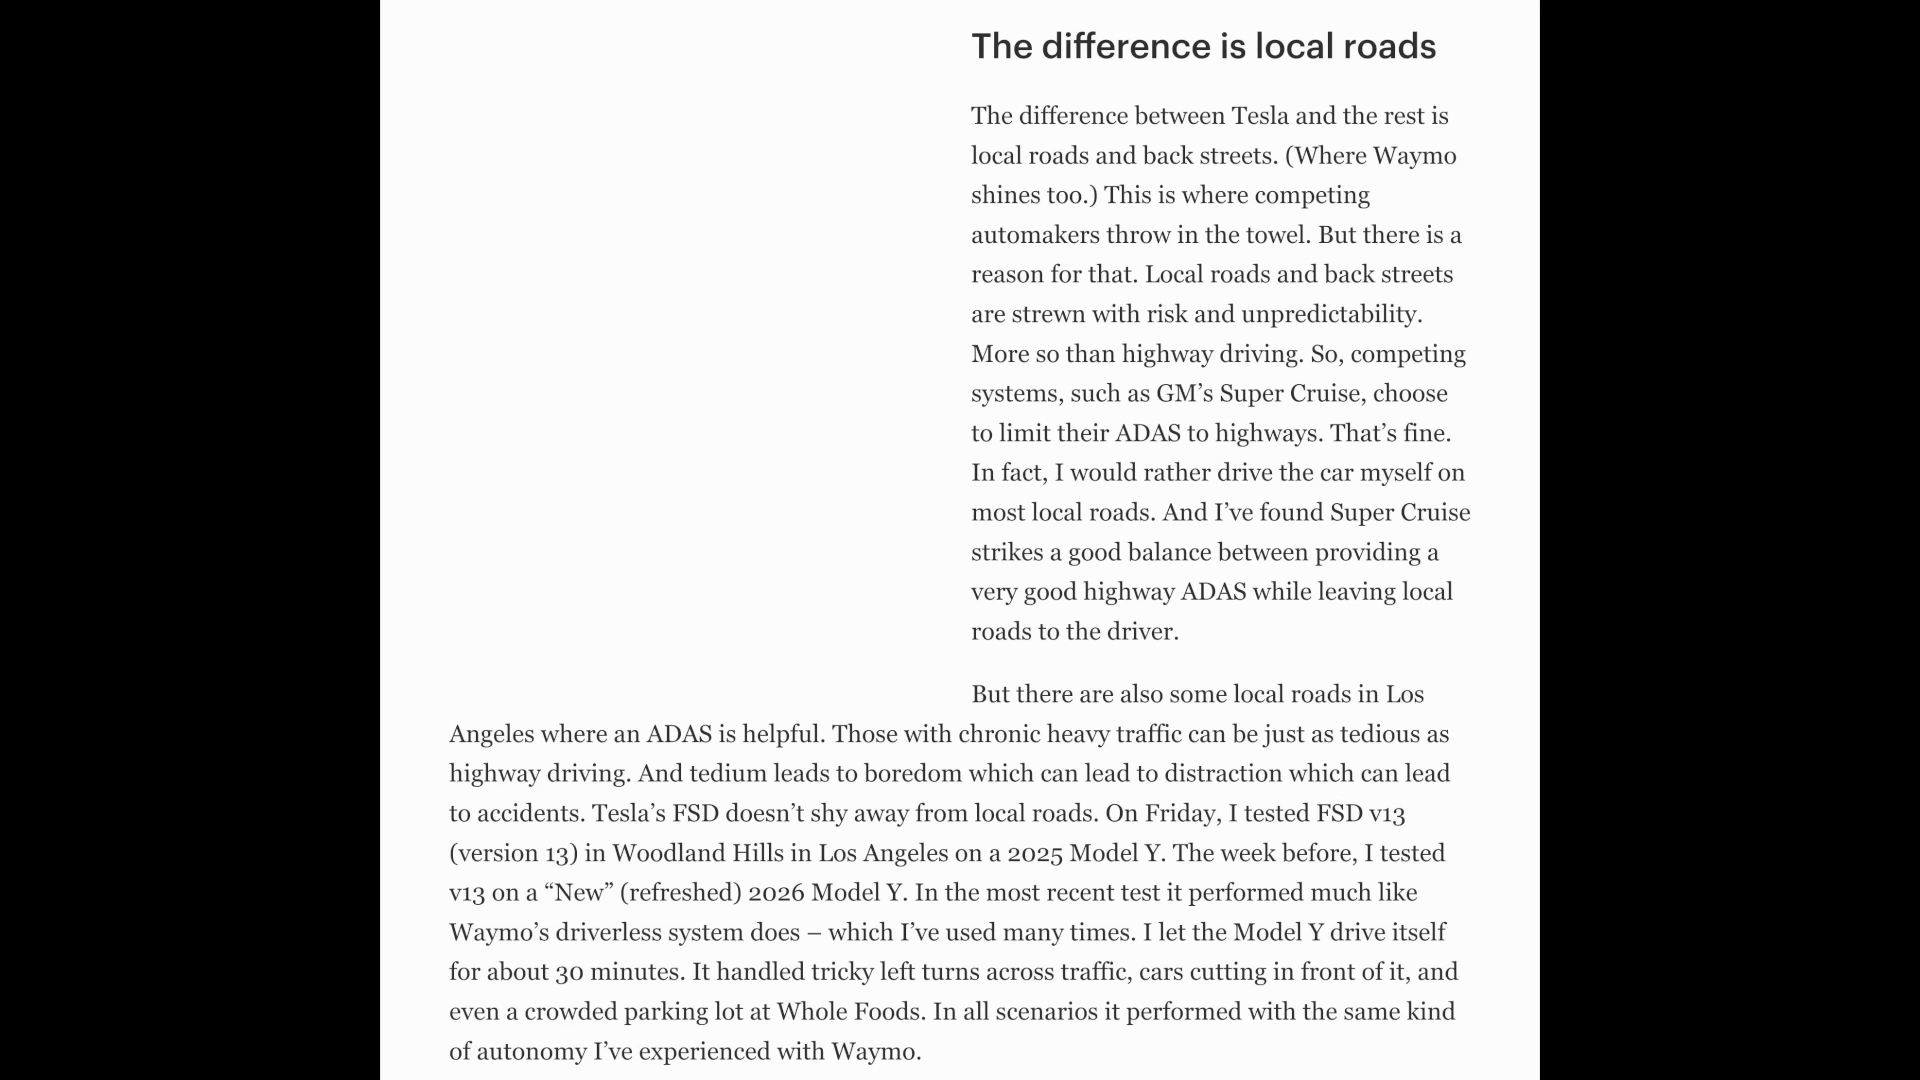 The difference is local roads
The difference between Tesla and the rest is
local roads and back streets. (Where Waymo
shines too.) This is where competing
automakers throw in the towel. But there is a
reason for that. Local roads and back streets
are strewn with risk and unpredictability.
More so than highway driving. So, competing
systems, such as GM’s Super Cruise, choose
to limit their ADAS to highways. That’s fine.
In fact, I would rather drive the car myself on
most local roads. And I’ve found Super Cruise
strikes a good balance between providing a
very good highway ADAS while leaving local
roads to the driver.
But there are also some local roads in Los
Angeles where an ADAS is helpful. Those with chronic heavy traffic can be just as tedious as
highway driving. And tedium leads to boredom which can lead to distraction which can lead
to accidents. Tesla’s FSD doesn’t shy away from local roads. On Friday, I tested FSD v13
(version 13) in Woodland Hills in Los Angeles on a 2025 Model Y. The week before, I tested
v13 on a “New” (refreshed) 2026 Model Y. In the most recent test it performed much like
Waymo’s driverless system does – which I’ve used many times. I let the Model Y drive itself
for about 30 minutes. It handled tricky left turns across traffic, cars cutting in front of it, and
even a crowded parking lot at Whole Foods. In all scenarios it performed with the same kind
of autonomy I’ve experienced with Waymo.